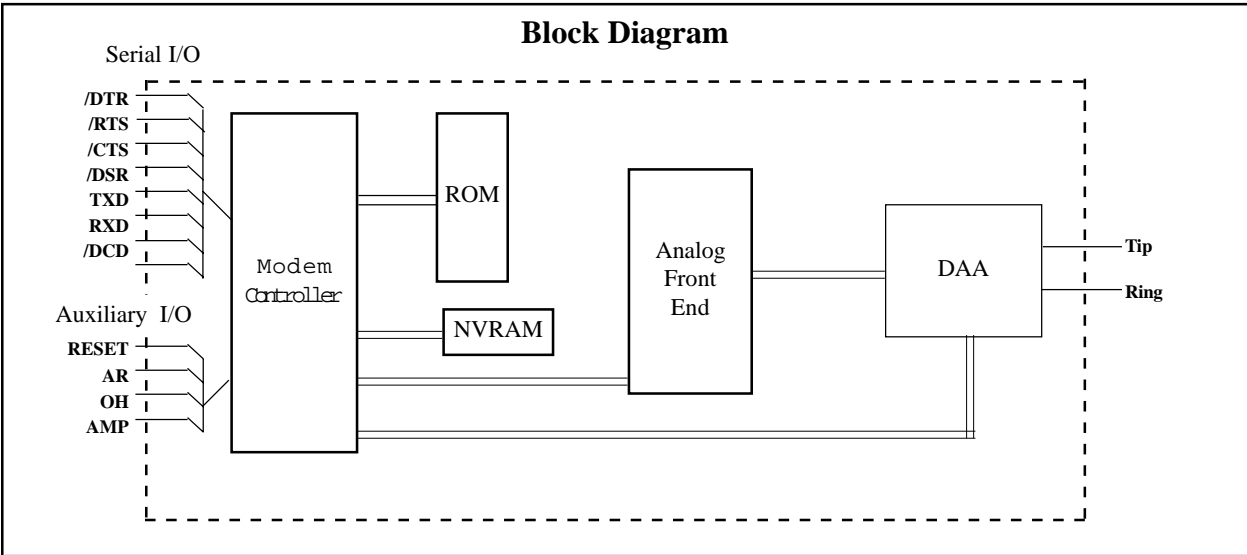 Block Diagram
Serial I/O
/DTR
/RTS
/CTS
/DSR
TXD
RXD
/DCD
Auxiliary I/O
RESET
AR
OH
AMP
Modem
Controller
ROM
NVRAM
Analog
Front
End
DAA
Tip
Ring